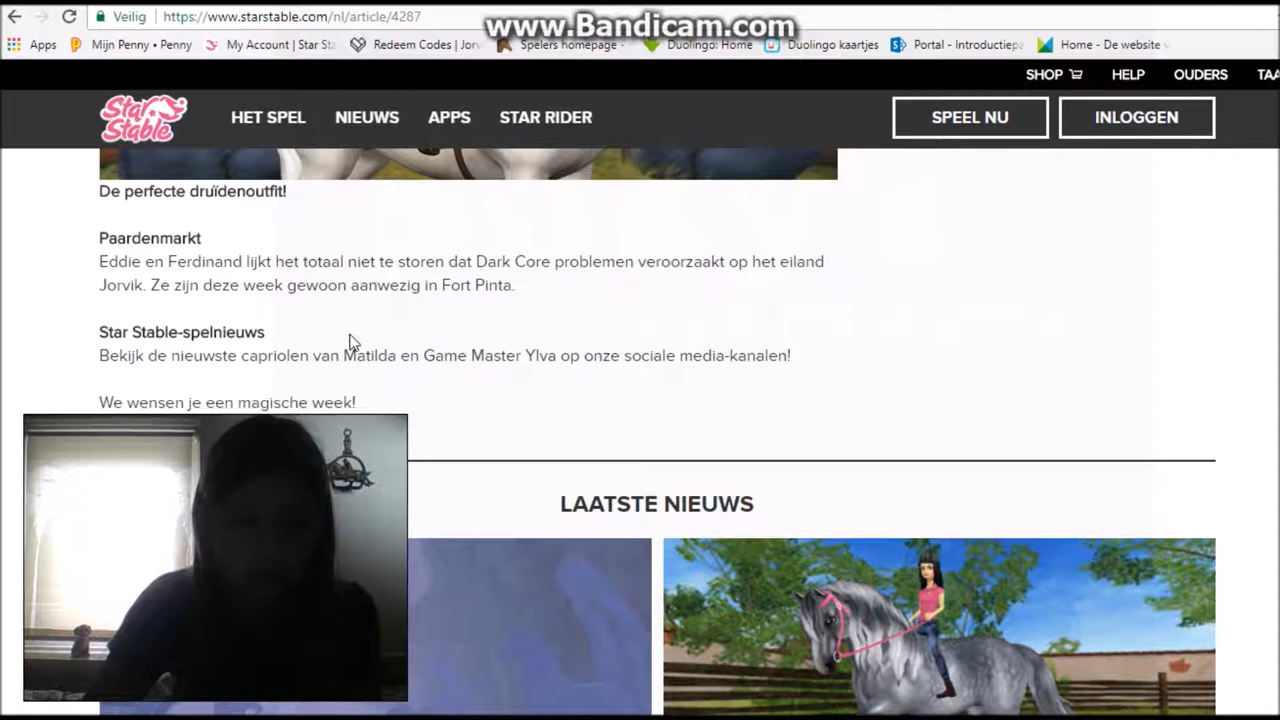 www.Bandicam.com
Veilig https://www.starstable.com/nl/article/4287
Apps Mijn Penny • Penny My Account | Star Sta Redeem Codes | Jorv Spelers homepage Duolingo: Home Duolingo kaartjes Portal - Introductiepa Home - De website v
SHOP HELP OUDERS TAA
Star Stable HET SPEL NIEUWS APPS STAR RIDER SPEEL NU INLOGGEN
De perfecte druïdenoutfit!
Paardenmarkt
Eddie en Ferdinand lijkt het totaal niet te storen dat Dark Core problemen veroorzaakt op het eiland
Jorvik. Ze zijn deze week gewoon aanwezig in Fort Pinta.
Star Stable-spelnieuws
Bekijk de nieuwste capriolen van Matilda en Game Master Ylva op onze sociale media-kanalen!
We wensen je een magische week!
LAATSTE NIEUWS